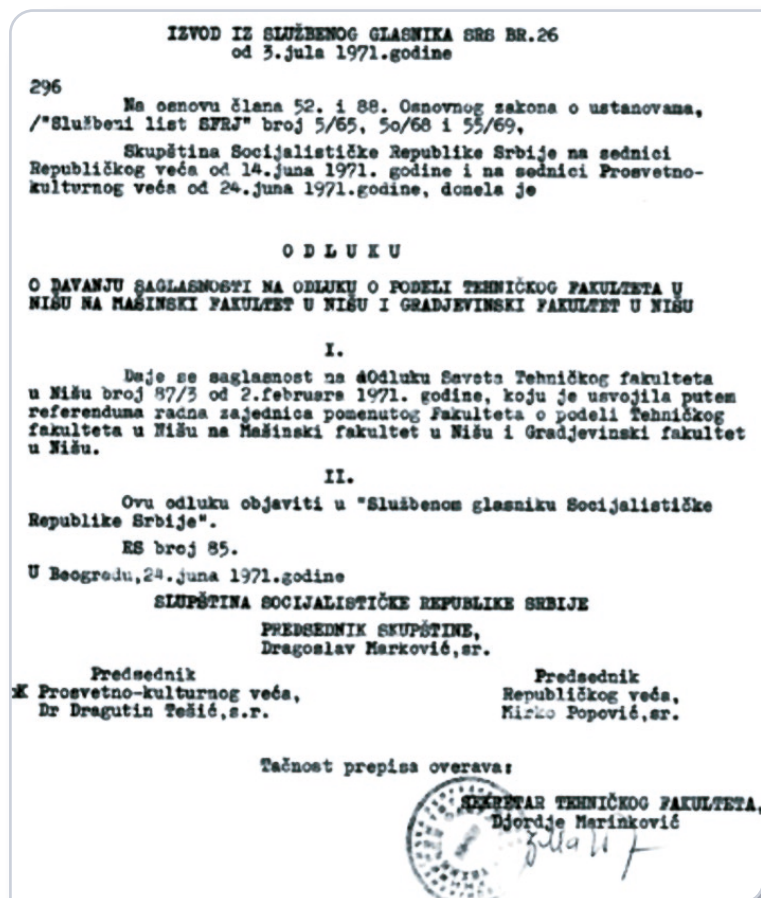 IZVOD IZ SLUŽBENOG GLASNIKA SRS BR.26
od 3.jula 1971.godine
296
Na osnovu člana 52. i 88. Osnovnog zakona o ustanovama,
/"Službeni list SFRJ" broj 5/65, 5o/68 i 55/69,
Skupština Socijalističke Republike Srbije na sednici
Republičkog veća od 14.juna 1971. godine i na sednici Prosvetno-
kulturnog veća od 24.juna 1971.godine, donela je
O D L U K U
O DAVANJU SAGLASNOSTI NA ODLUKU O PODELI TEHNIČKOG FAKULTETA U
NIŠU NA MAŠINSKI FAKULTET U NIŠU I GRADJEVINSKI FAKULTET U NIŠU
I.
Daje se saglasnost na dOdluku Saveta Tehničkog fakulteta
u Nišu broj 87/3 od 2.februara 1971. godine, koju je usvojila putem
referenduma radna zajednica pomenutog Fakulteta o podeli Tehničkog
fakulteta u Nišu na Mašinski fakultet u Nišu i Gradjevinski fakultet
u Nišu.
II.
Ovu odluku objaviti u "Službenom glasniku Socijalističke
Republike Srbije".
RS broj 85.
U Beogradu,24.juna 1971.godine
SLUPŠTINA SOCIJALISTIČKE REPUBLIKE SRBIJE
PREDSEDNIK SKUPŠTINE,
Dragoslav Marković,sr.
Predsednik
Prosvetno-kulturnog veća,
Dr Dragutin Tešić,s.r.
Predsednik
Republičkog veća,
Mirko Popović,sr.
Tačnost prepisa overava:
SEKRETAR TEHNIČKOG FAKULTETA,
Djordje Marinković